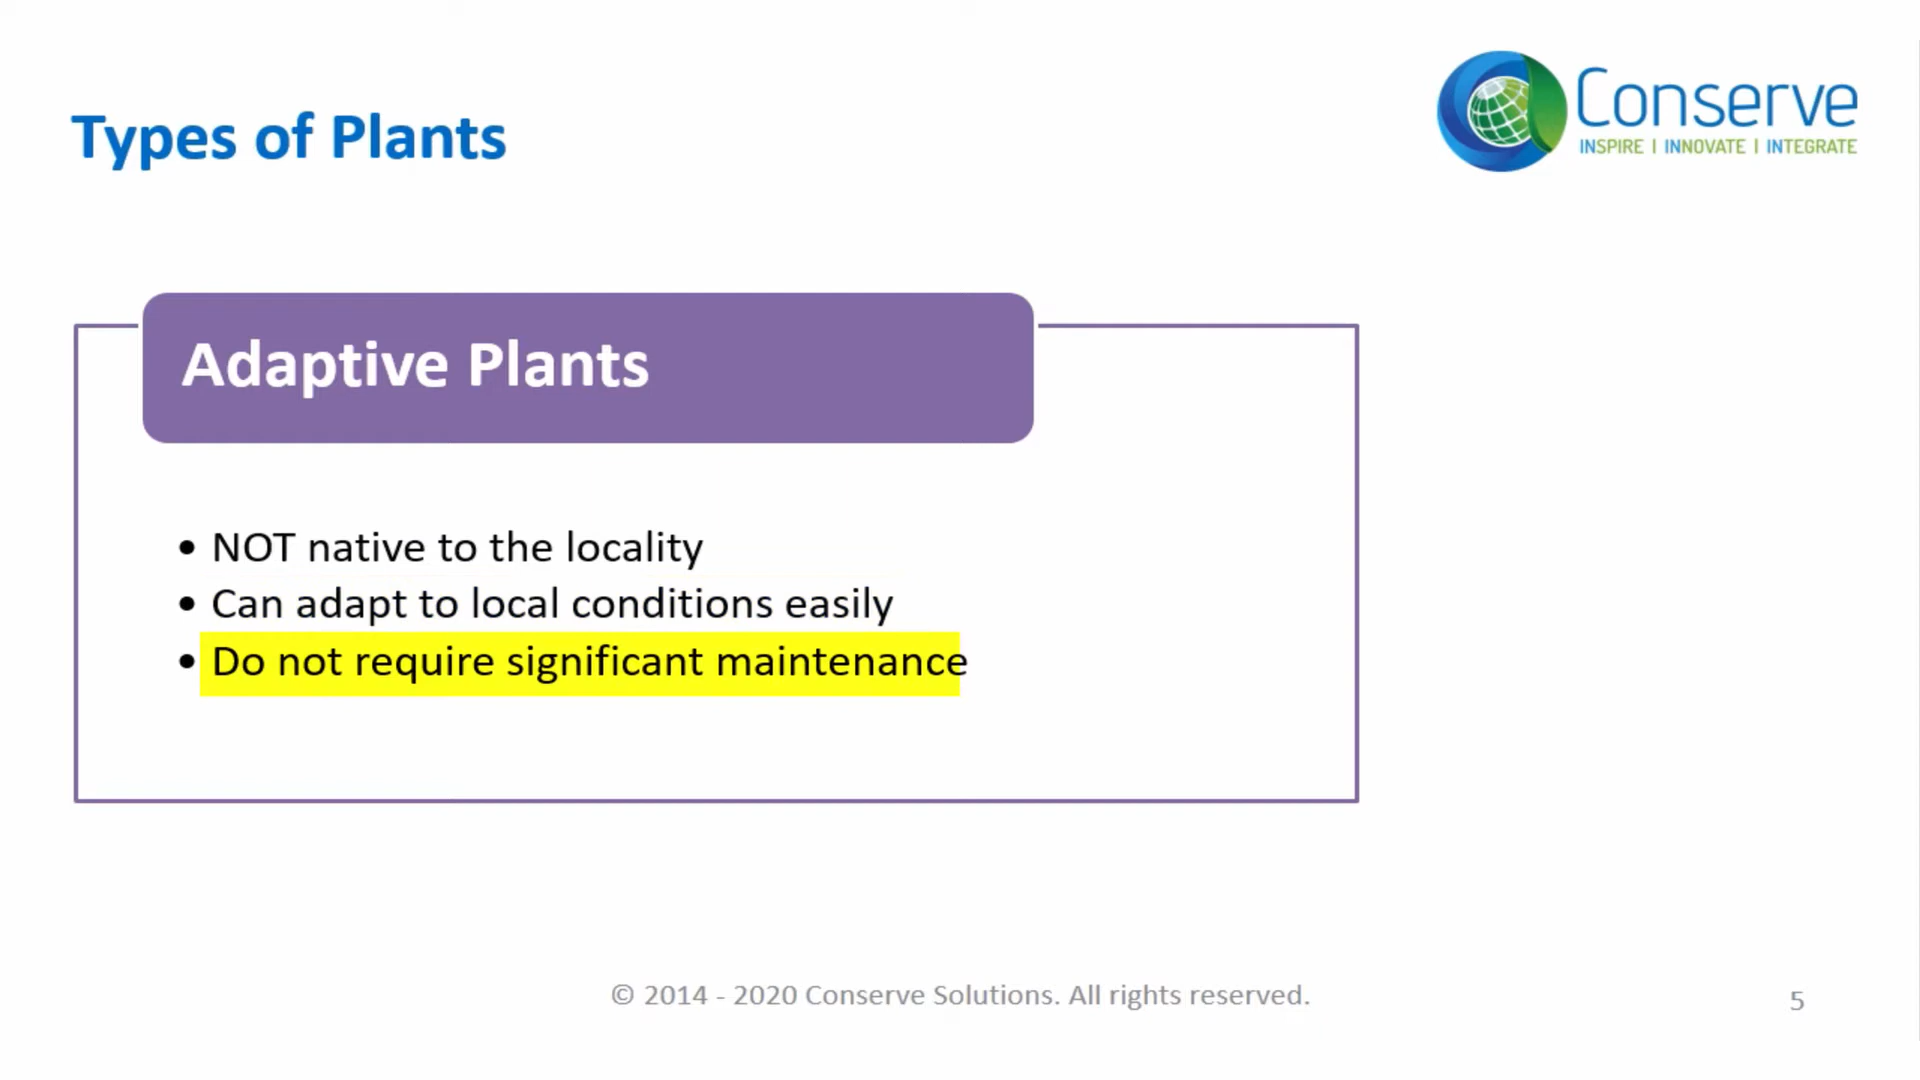 Conserve
INSPIRE | INNOVATE | INTEGRATE
Types of Plants
Adaptive Plants
• NOT native to the locality
• Can adapt to local conditions easily
• Do not require significant maintenance
© 2014 - 2020 Conserve Solutions. All rights reserved.
5